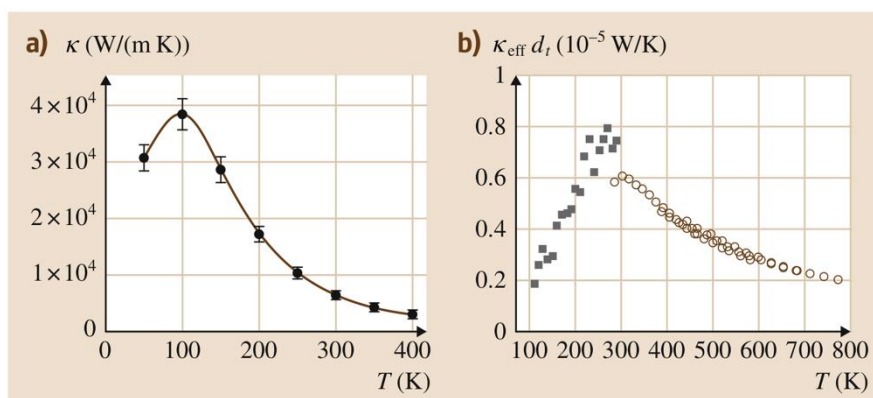 a) κ (W/(m K))
4 × 10⁴
3 × 10⁴
2 × 10⁴
1 × 10⁴
0
0 100 200 300 400
T (K)
b) κeff dt (10⁻⁵ W/K)
1
0.8
0.6
0.4
0.2
0
100 200 300 400 500 600 700 800
T (K)